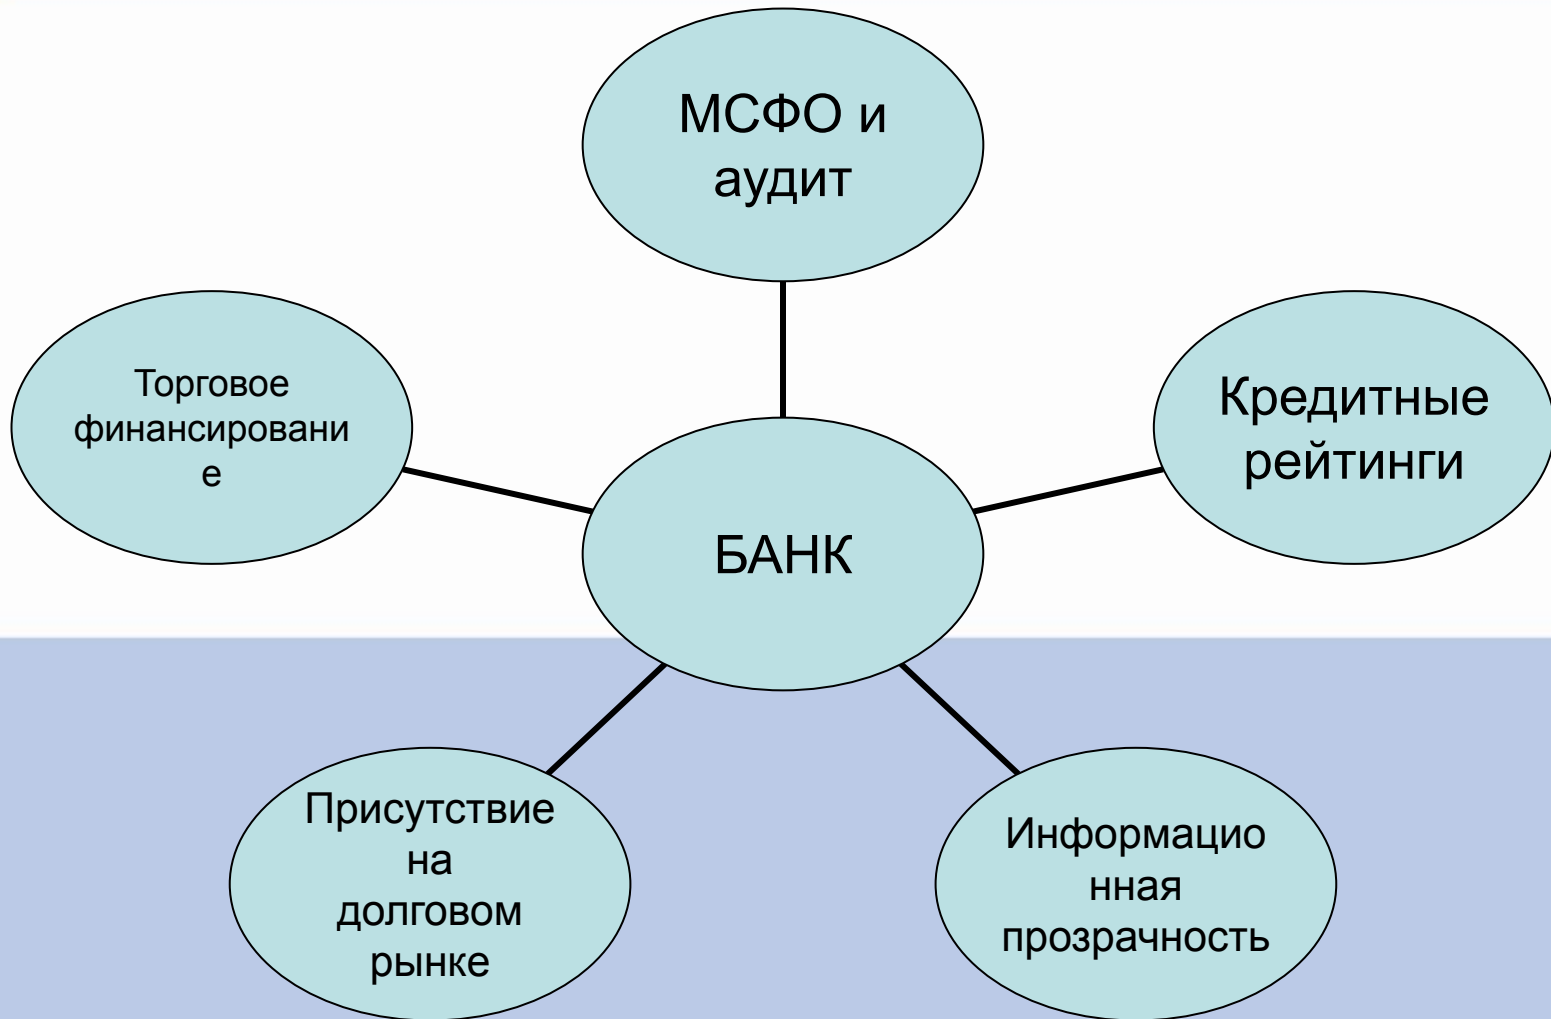 МСФО и
аудит
Торговое
финансировани
е
Кредитные
рейтинги
БАНК
Присутствие
на
долговом
рынке
Информацио
нная
прозрачность